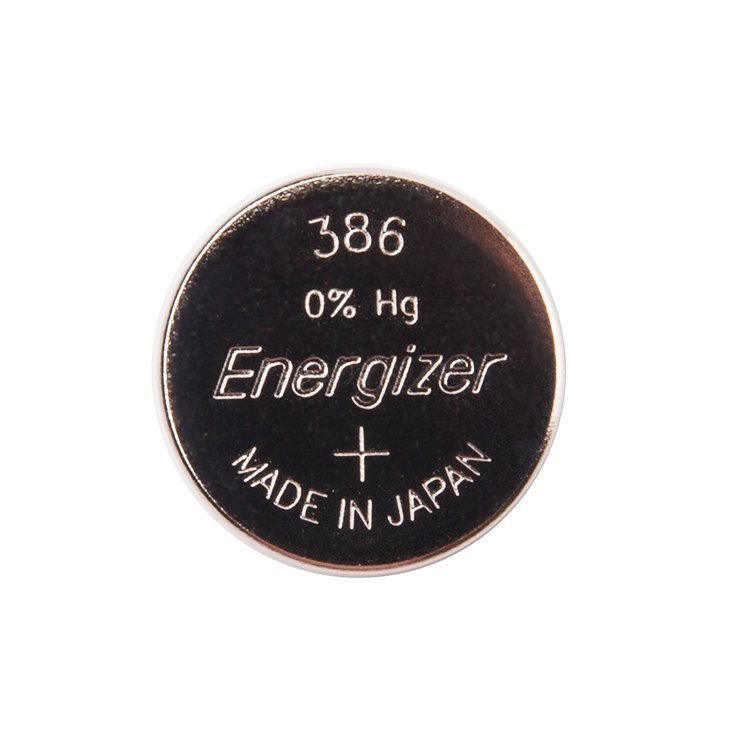 386
0% Hg
Energizer
+
MADE IN JAPAN